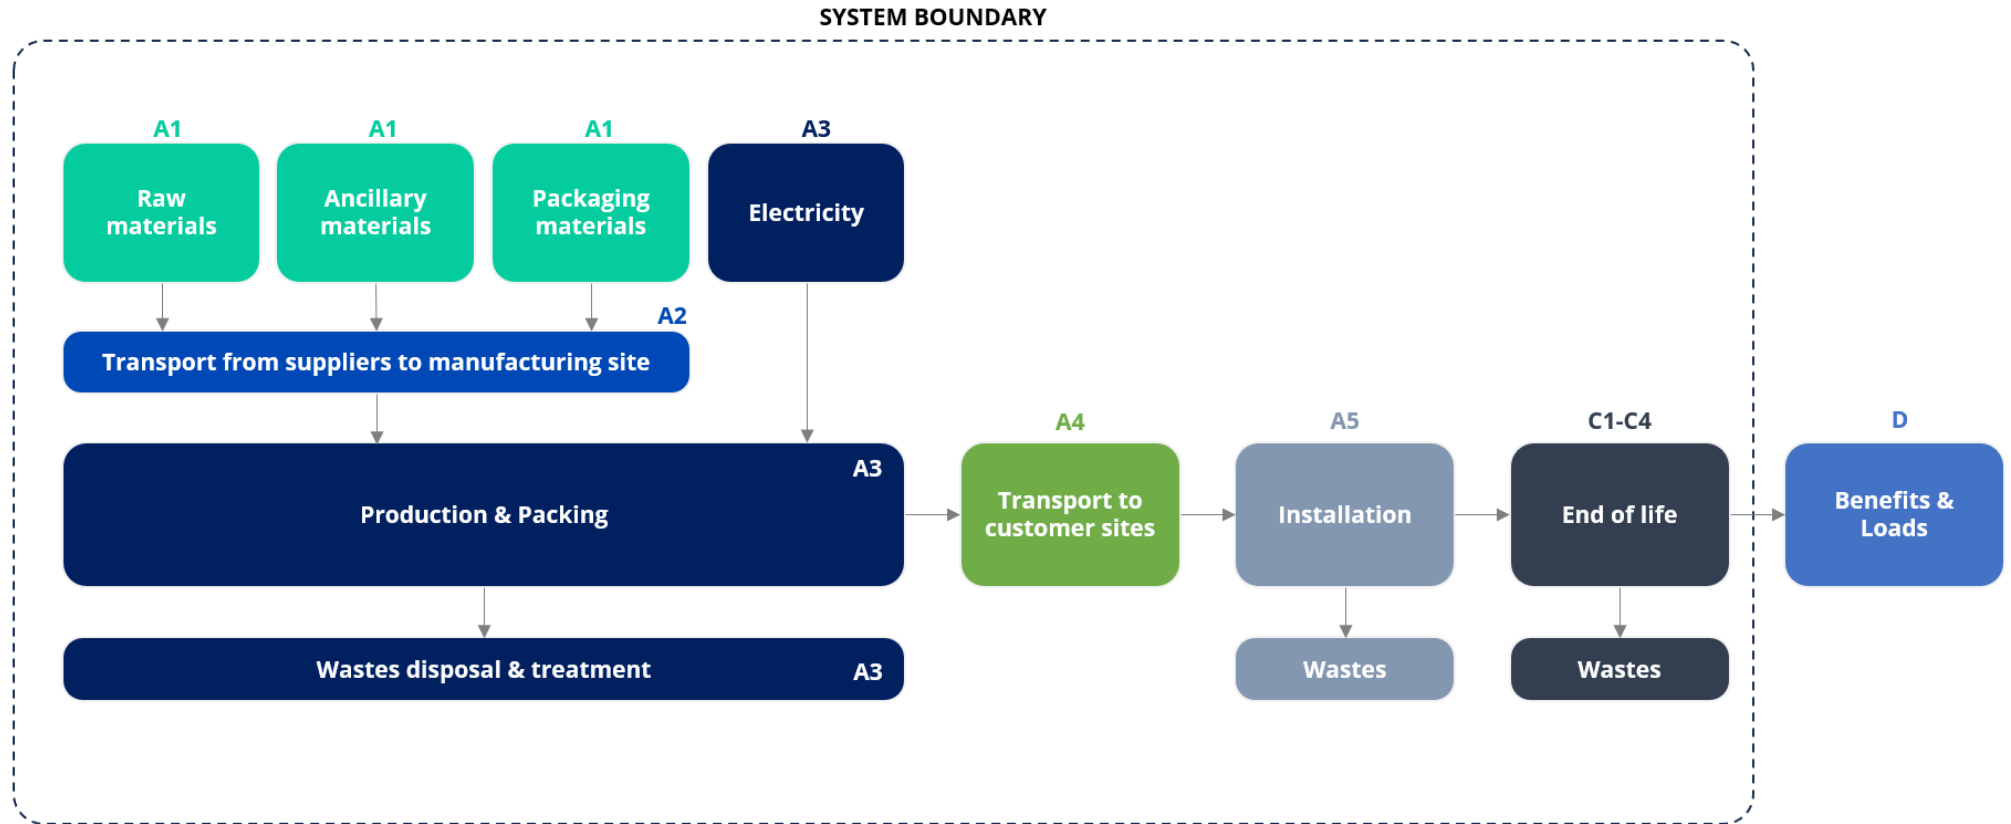 SYSTEM BOUNDARY
A1
A1
A1
A3
Raw
materials
Ancillary
materials
Packaging
materials
Electricity
A2
Transport from suppliers to manufacturing site
A4
A5
C1-C4
D
A3
Production & Packing
Transport to
customer sites
Installation
End of life
Benefits &
Loads
Wastes disposal & treatment
A3
Wastes
Wastes